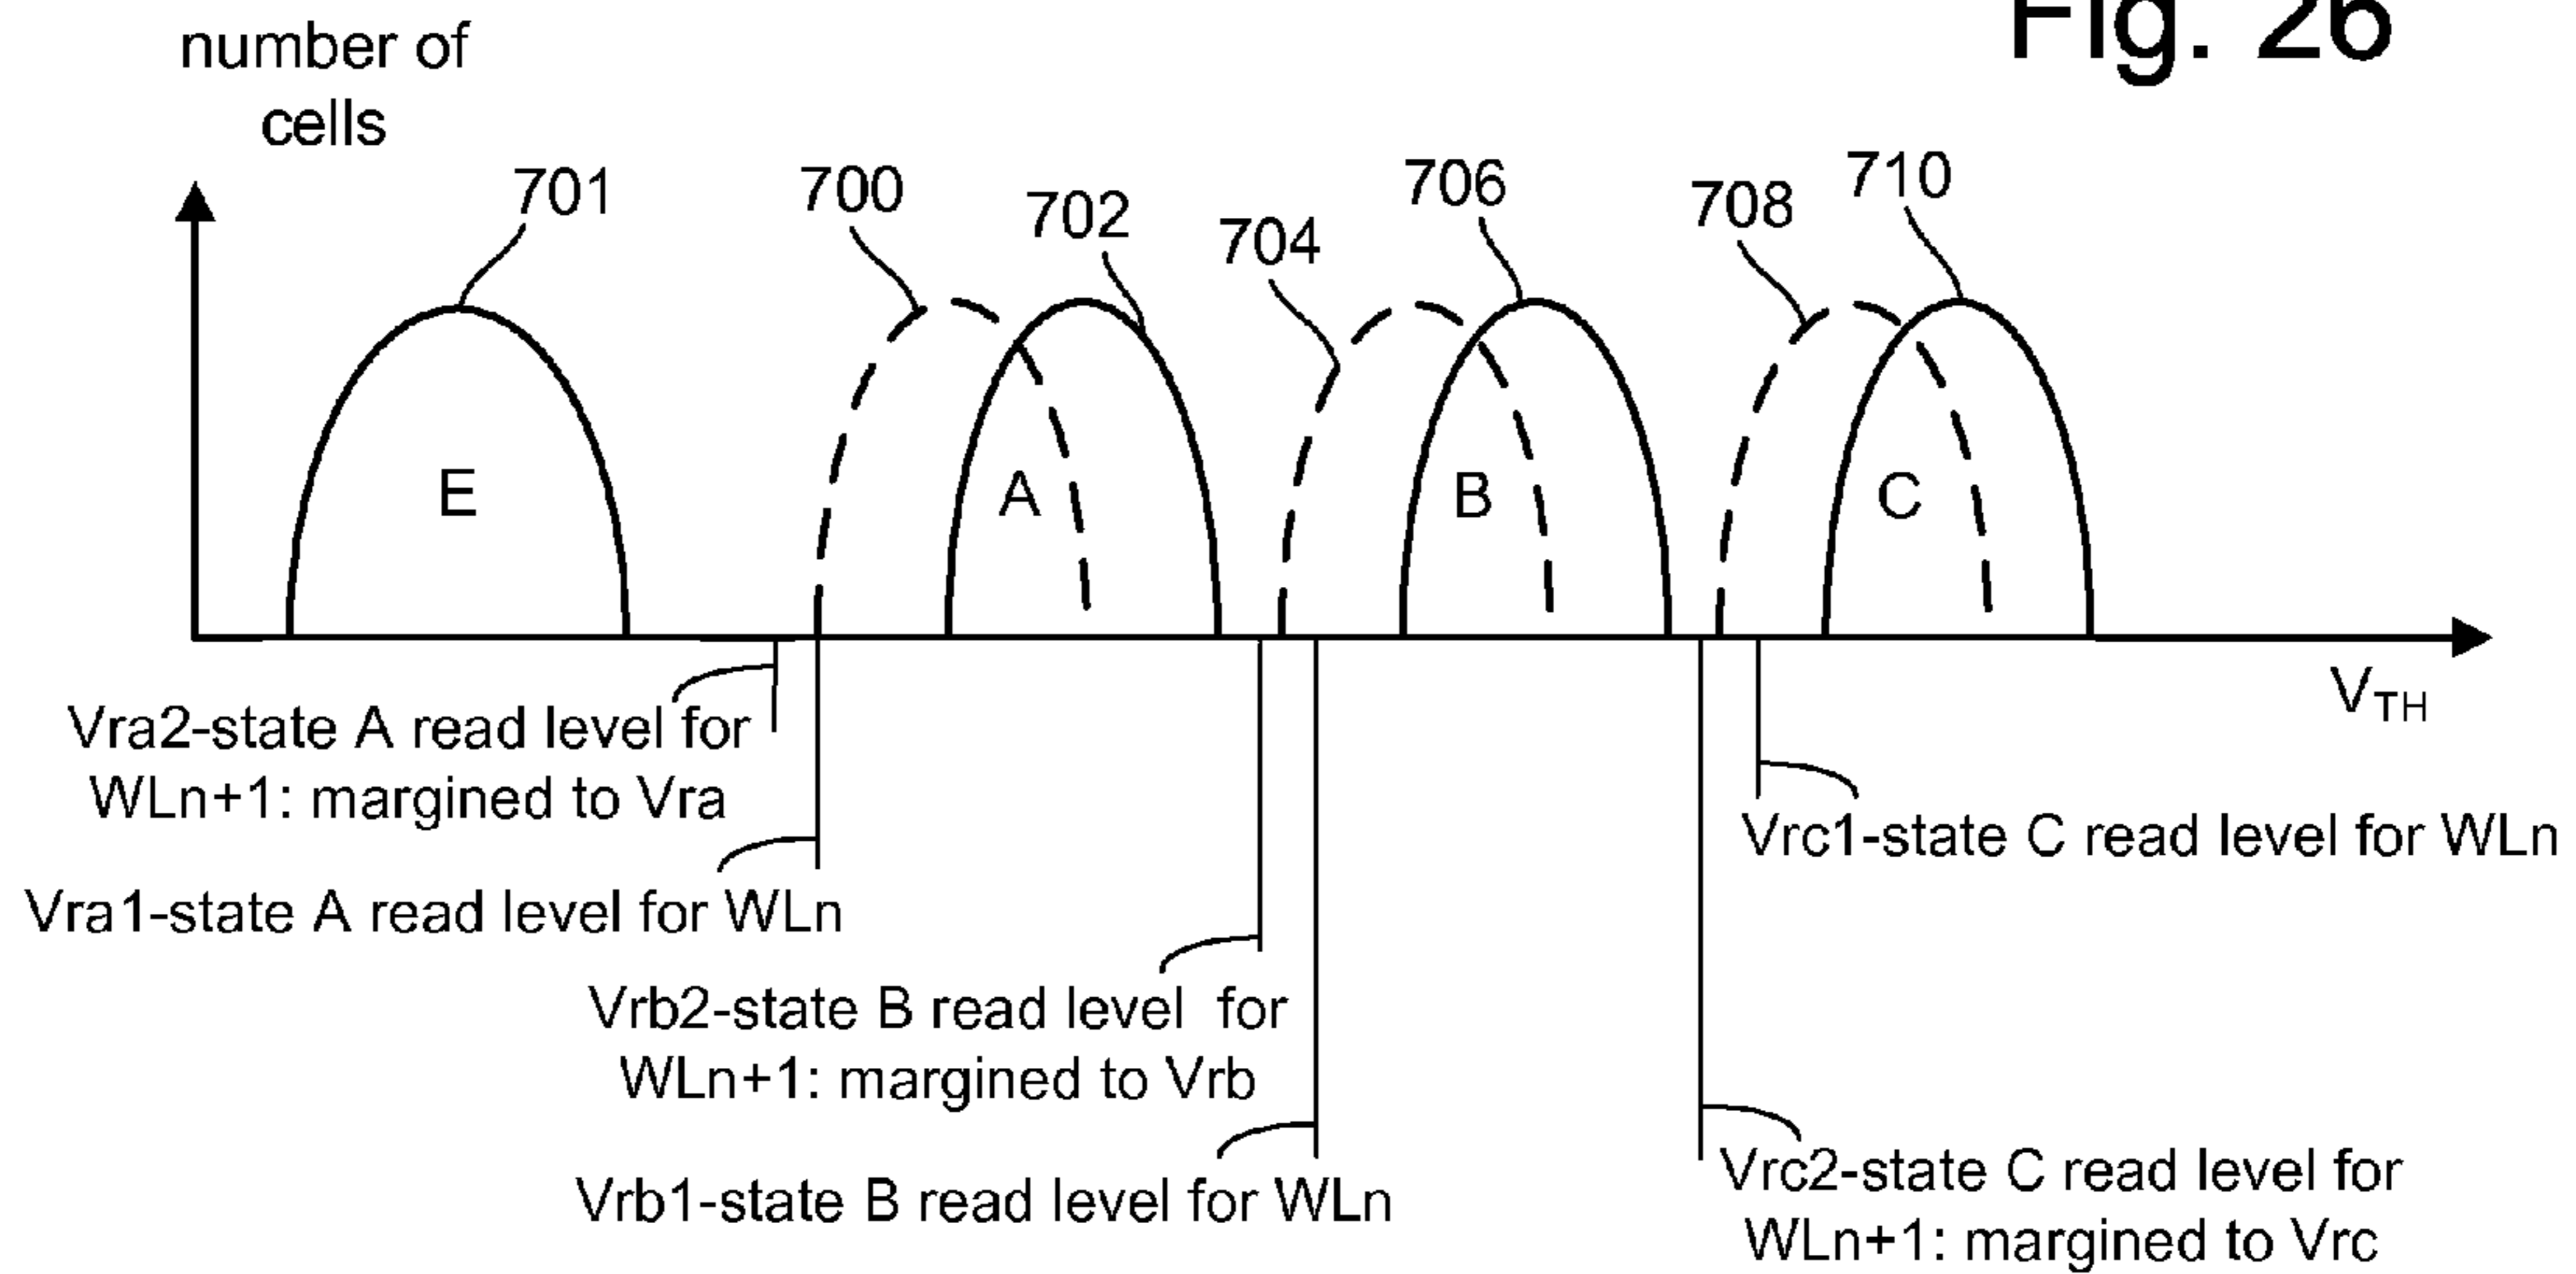 Fig. 26
number of
cells
701
700
702
704
706
708
710
E
A
B
C
VTH
Vra2-state A read level for
WLn+1: margined to Vra
Vra1-state A read level for WLn
Vrb2-state B read level for
WLn+1: margined to Vrb
Vrb1-state B read level for WLn
Vrc1-state C read level for WLn
Vrc2-state C read level for
WLn+1: margined to Vrc